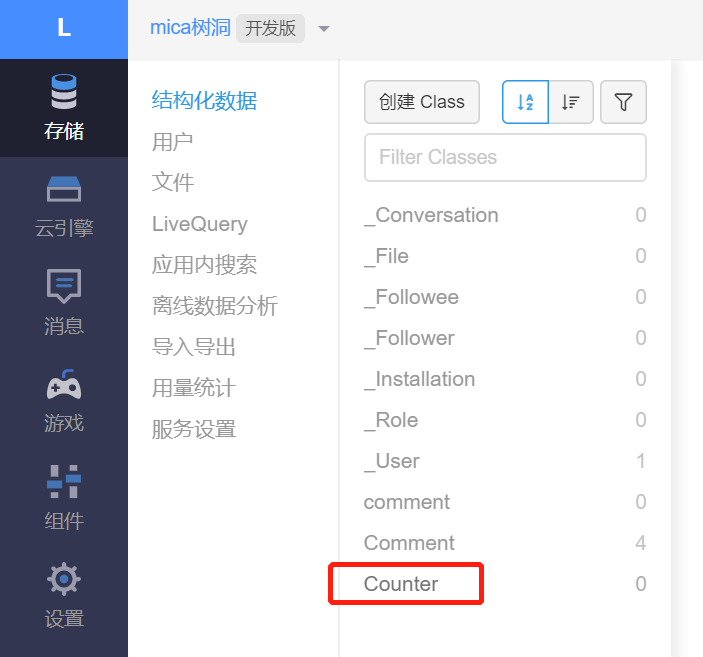 L
mica树洞 开发版
存储
云引擎
消息
游戏
组件
设置
结构化数据
用户
文件
LiveQuery
应用内搜索
离线数据分析
导入导出
用量统计
服务设置
创建 Class
Filter Classes
_Conversation 0
_File 0
_Followee 0
_Follower 0
_Installation 0
_Role 0
_User 1
comment 0
Comment 4
Counter 0